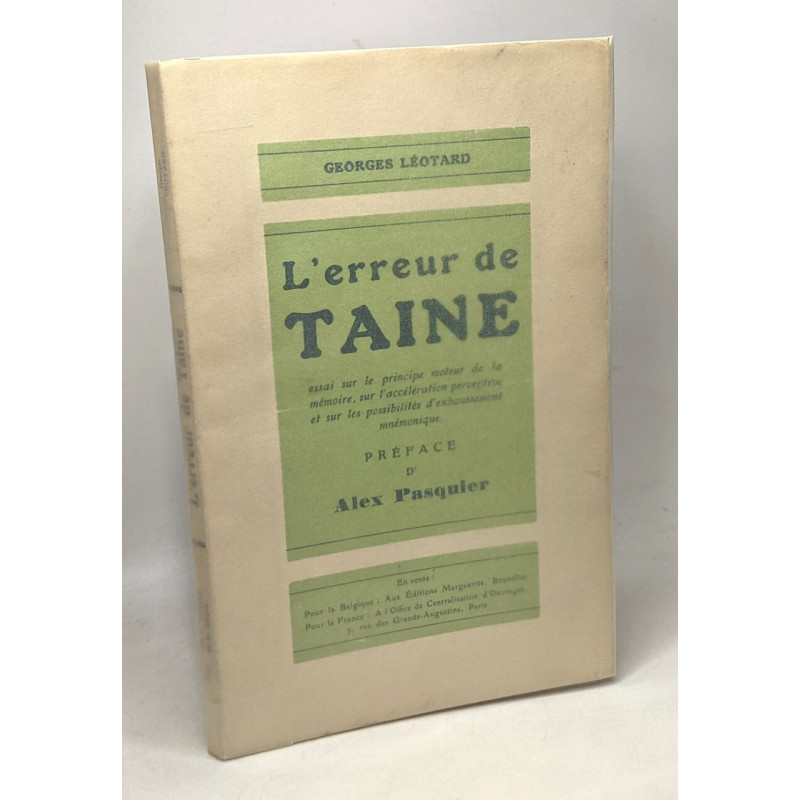 GEORGES LÉOTARD
L'erreur de
TAINE
essai sur le principe moteur de la
mémoire, sur l'accélération perceptive
et sur les possibilités d'exhaussement
mnémonique
PRÉFACE
D'
Alex Pasquier
En vente :
Pour la Belgique : Aux Éditions Marguerite, Bruxelles
Pour la France : A l'Office de Centralisation d'Ouvrages
7, rue des Grands-Augustins, Paris
L'erreur de Taine